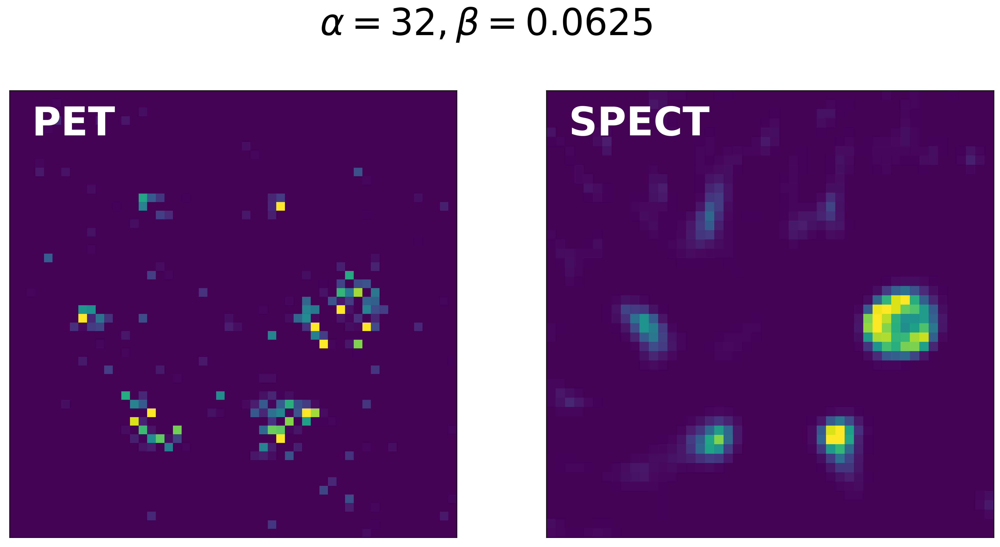 α = 32, β = 0.0625
PET
SPECT